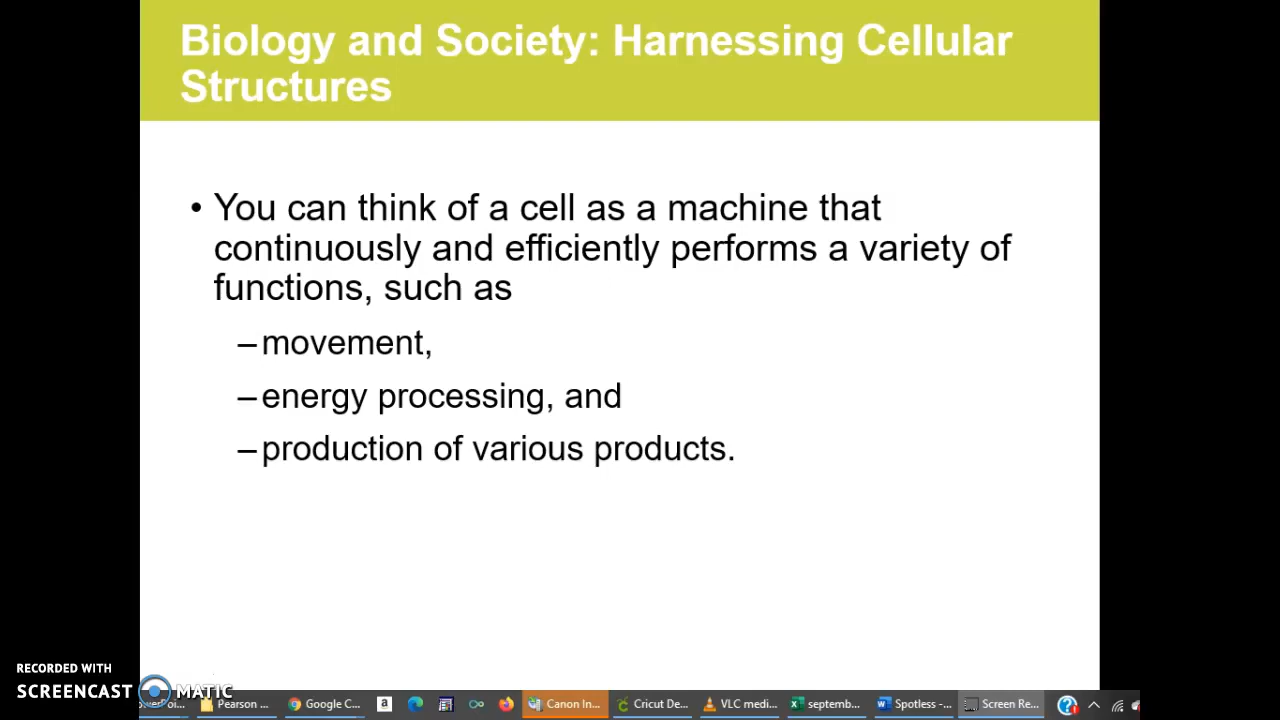 Biology and Society: Harnessing Cellular
Structures
• You can think of a cell as a machine that
continuously and efficiently performs a variety of
functions, such as
– movement,
– energy processing, and
– production of various products.
RECORDED WITH
SCREENCAST MATIC
Pearson ...
Google C...
Canon In...
Cricut De...
VLC medi...
septemb...
Spotless -...
Screen Re...